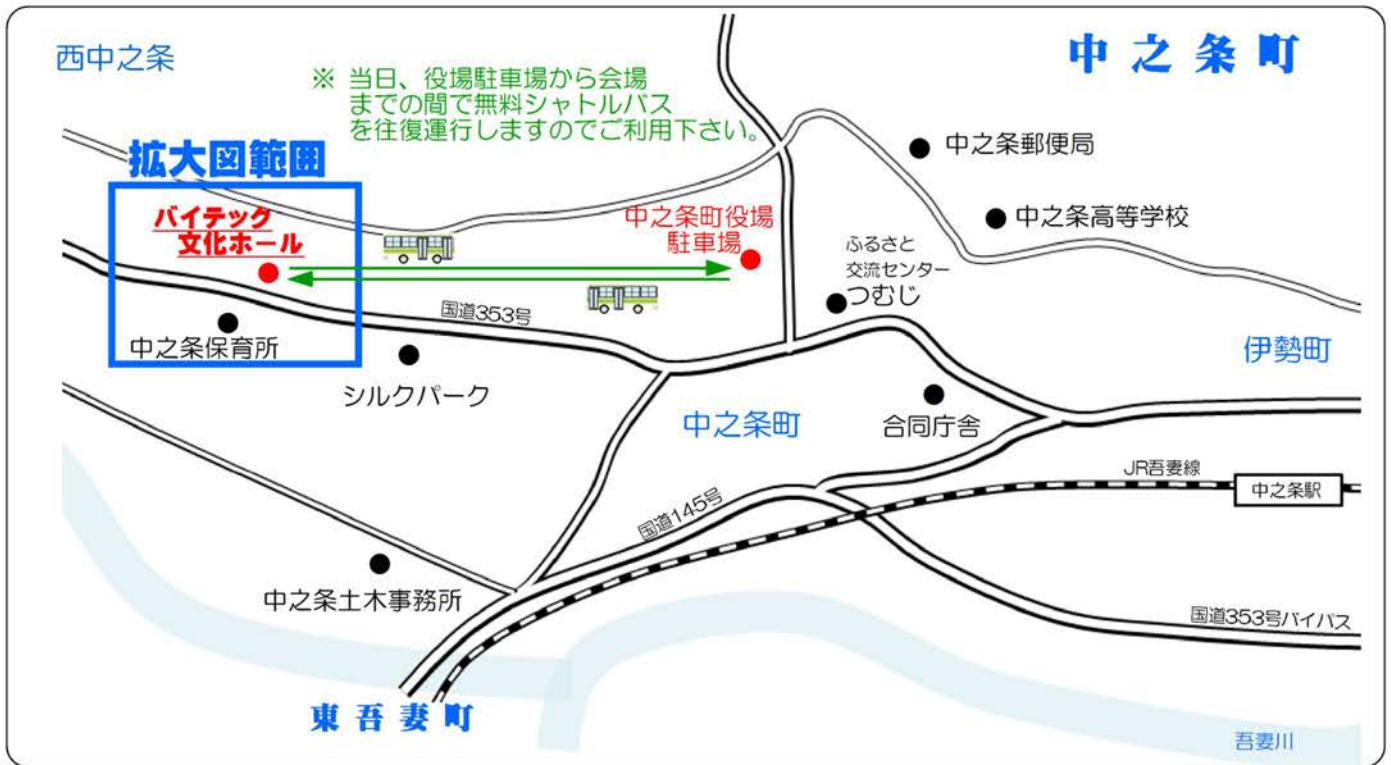 中之条町
西中之条
※ 当日、役場駐車場から会場
までの間で無料シャトルバス
を往復運行しますのでご利用下さい。
拡大図範囲
バイテック
文化ホール
中之条町役場
駐車場
中之条郵便局
中之条高等学校
ふるさと
交流センター
つむじ
国道353号
中之条保育所
シルクパーク
伊勢町
中之条町
合同庁舎
JR吾妻線
中之条駅
国道145号
中之条土木事務所
国道353号バイパス
東吾妻町
吾妻川